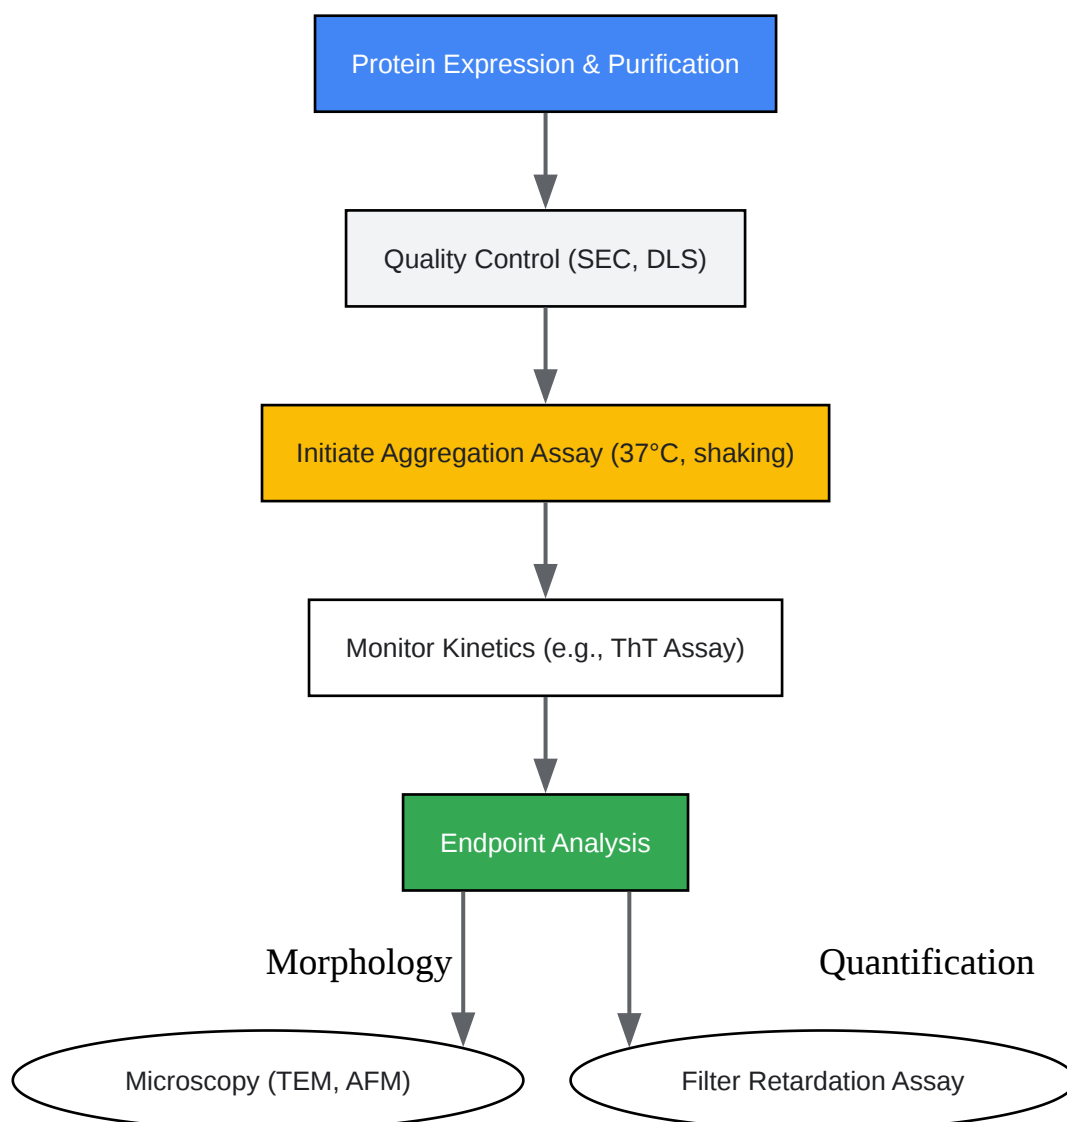 Protein Expression & Purification
Quality Control (SEC, DLS)
Initiate Aggregation Assay (37°C, shaking)
Monitor Kinetics (e.g., ThT Assay)
Endpoint Analysis
Morphology
Quantification
Microscopy (TEM, AFM)
Filter Retardation Assay